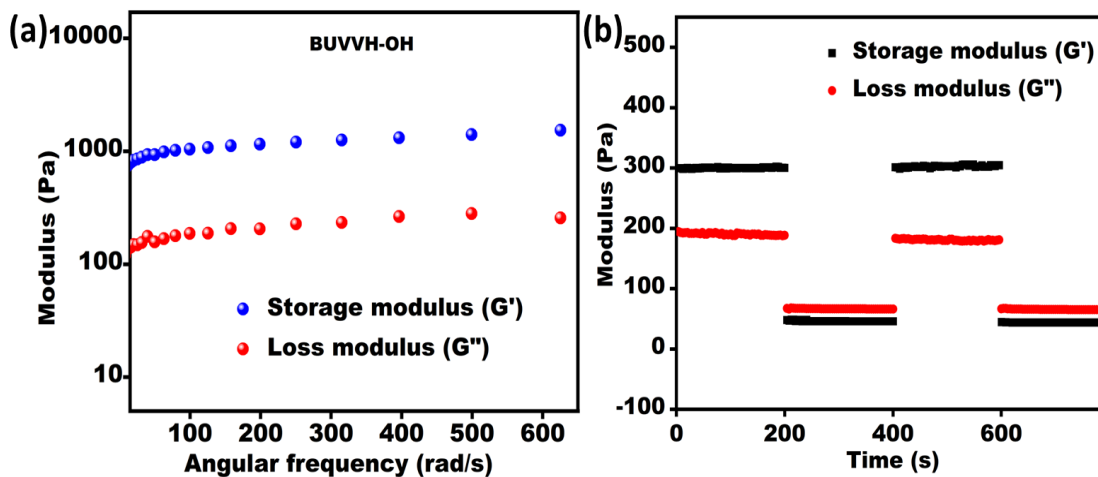 (a)
BUVVH-OH
10000
1000
100
10
Modulus (Pa)
Storage modulus (G')
Loss modulus (G")
100 200 300 400 500 600
Angular frequency (rad/s)
(b)
Storage modulus (G')
Loss modulus (G")
500
400
300
200
100
0
-100
Modulus (Pa)
0 200 400 600
Time (s)